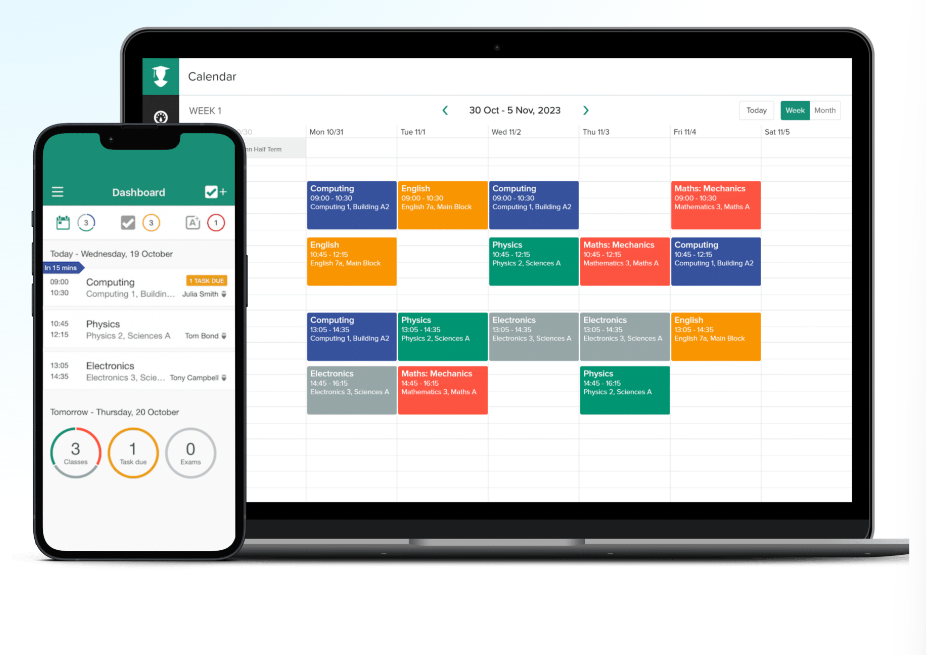 Calendar
WEEK 1
30 Oct - 5 Nov, 2023
Today
Week
Month
Mon 10/31
Tue 11/1
Wed 11/2
Thu 11/3
Fri 11/4
Sat 11/5
Half Term
Computing
09:00 - 10:30
Computing 1, Building A2
English
09:00 - 10:30
English 7a, Main Block
Computing
09:00 - 10:30
Computing 1, Building A2
Maths: Mechanics
09:00 - 10:30
Mathematics 3, Maths A
English
10:45 - 12:15
English 7a, Main Block
Physics
10:45 - 12:15
Physics 2, Sciences A
Maths: Mechanics
10:45 - 12:15
Mathematics 3, Maths A
Computing
10:45 - 12:15
Computing 1, Building A2
Computing
13:05 - 14:35
Computing 1, Building A2
Physics
13:05 - 14:35
Physics 2, Sciences A
Electronics
13:05 - 14:35
Electronics 3, Sciences A
Electronics
13:05 - 14:35
Electronics 3, Sciences A
English
13:05 - 14:35
English 7a, Main Block
Electronics
14:45 - 16:15
Electronics 3, Sciences A
Maths: Mechanics
14:45 - 16:15
Mathematics 3, Maths A
Physics
14:45 - 16:15
Physics 2, Sciences A
Dashboard
3
3
A
1
Today - Wednesday, 19 October
In 15 mins
09:00 Computing 1 TASK DUE
10:30 Computing 1, Buildin... Julia Smith
10:45 Physics
12:15 Physics 2, Sciences A Tom Bond
13:05 Electronics
14:35 Electronics 3, Scie... Tony Campbell
Tomorrow - Thursday, 20 October
3 Classes
1 Task due
0 Exams